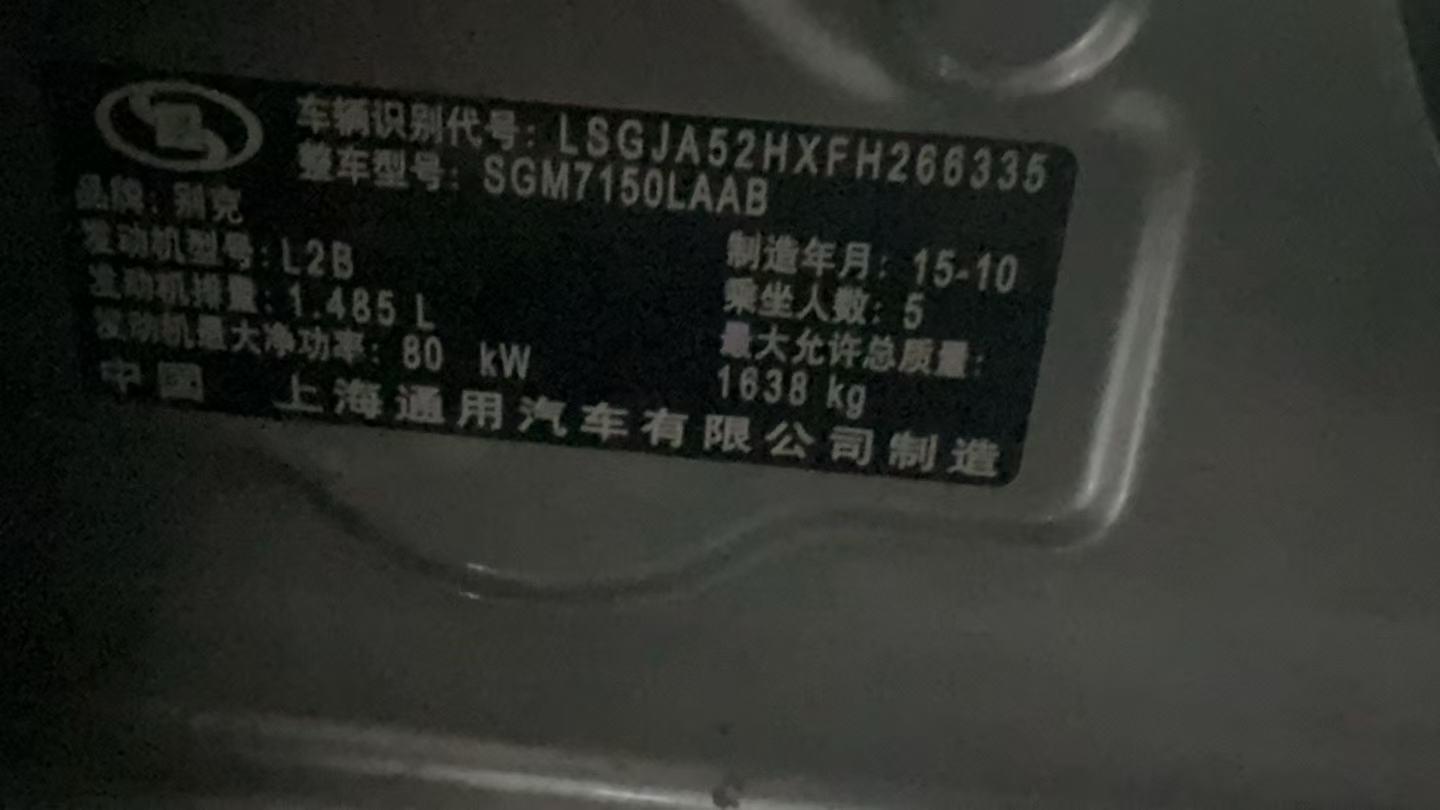 车辆识别代号: LSGJA52HXFH266335
整车型号: SGM7150LAAB
品牌: 别克
发动机型号: L2B
制造年月: 15-10
发动机排量: 1.485 L
乘坐人数: 5
发动机最大净功率: 80 kW
最大允许总质量:
1638 kg
中国 上海通用汽车有限公司制造